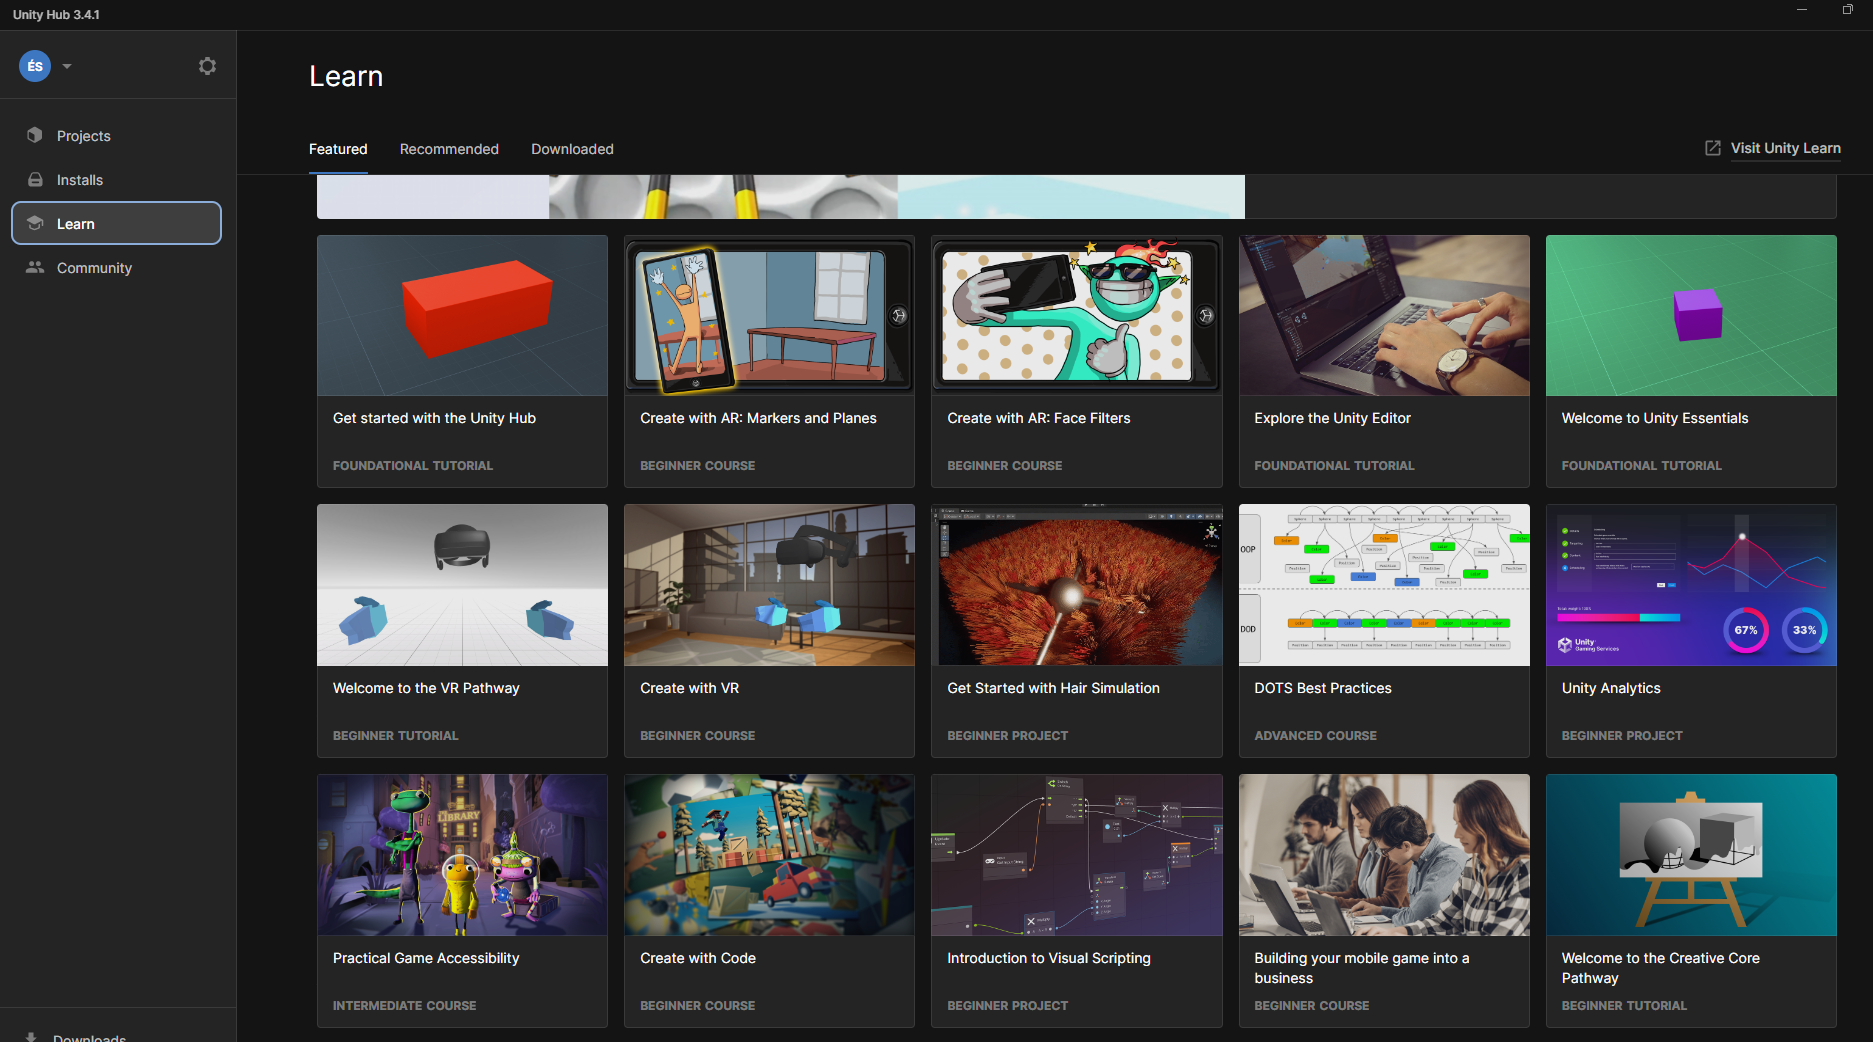 Unity Hub 3.4.1
ÉS
Learn
Projects
Installs
Learn
Community
Featured
Recommended
Downloaded
Visit Unity Learn
Get started with the Unity Hub
FOUNDATIONAL TUTORIAL
Create with AR: Markers and Planes
BEGINNER COURSE
Create with AR: Face Filters
BEGINNER COURSE
Explore the Unity Editor
FOUNDATIONAL TUTORIAL
Welcome to Unity Essentials
FOUNDATIONAL TUTORIAL
OOP
DOD
67%
33%
Unity
Gaming Services
Welcome to the VR Pathway
BEGINNER TUTORIAL
Create with VR
BEGINNER COURSE
Get Started with Hair Simulation
BEGINNER PROJECT
DOTS Best Practices
ADVANCED COURSE
Unity Analytics
BEGINNER PROJECT
LIBRARY
Practical Game Accessibility
INTERMEDIATE COURSE
Create with Code
BEGINNER COURSE
Introduction to Visual Scripting
BEGINNER PROJECT
Building your mobile game into a
business
BEGINNER COURSE
Welcome to the Creative Core
Pathway
BEGINNER TUTORIAL
Downloads